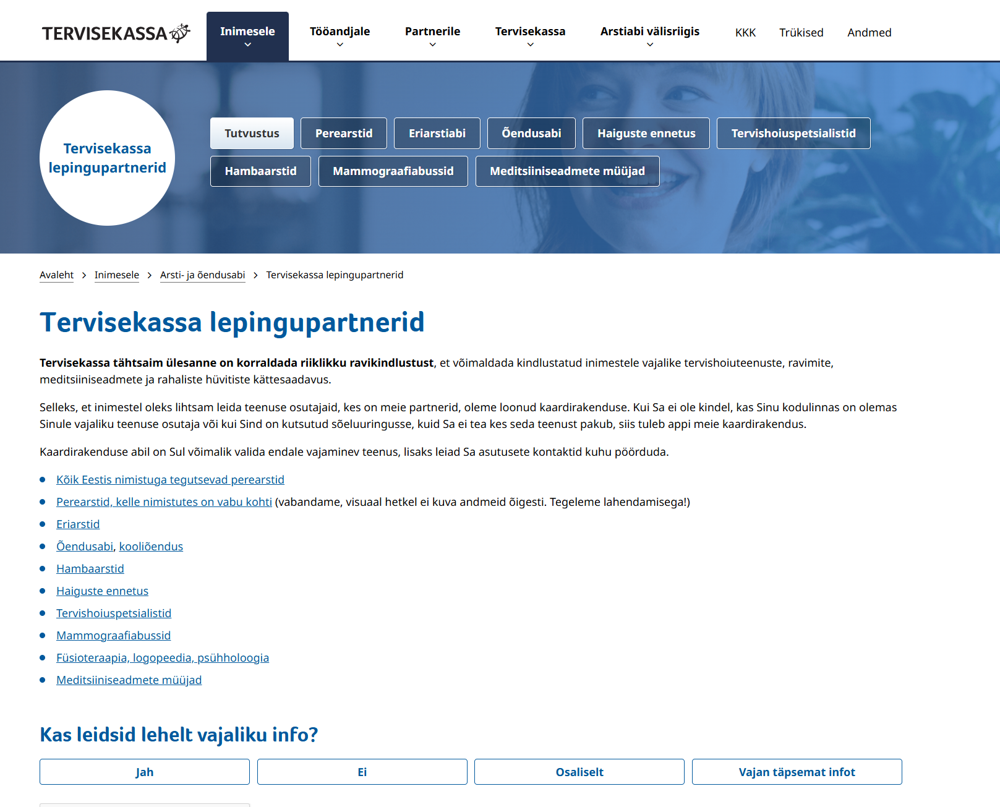 TERVISEKASSA
Inimesele
Tööandjale
Partnerile
Tervisekassa
Arstiabi välisriigis
KKK
Trükised
Andmed
Tervisekassa
lepingupartnerid
Tutvustus
Perearstid
Eriarstiabi
Õendusabi
Haiguste ennetus
Tervishoiuspetsialistid
Hambaarstid
Mammograafiabussid
Meditsiiniseadmete müüjad
Avaleht > Inimesele > Arsti- ja õendusabi > Tervisekassa lepingupartnerid
Tervisekassa lepingupartnerid
Tervisekassa tähtsaim ülesanne on korraldada riiklikku ravikindlustust, et võimaldada kindlustatud inimestele vajalike tervishoiuteenuste, ravimite,
meditsiiniseadmete ja rahaliste hüvitiste kättesaadavus.
Selleks, et inimestel oleks lihtsam leida teenuse osutajaid, kes on meie partnerid, oleme loonud kaardirakenduse. Kui Sa ei ole kindel, kas Sinu kodulinnas on olemas
Sinule vajaliku teenuse osutaja või kui Sind on kutsutud sõeluuringusse, kuid Sa ei tea kes seda teenust pakub, siis tuleb appi meie kaardirakendus.
Kaardirakenduse abil on Sul võimalik valida endale vajaminev teenus, lisaks leiad Sa asutusete kontaktid kuhu pöörduda.
Kõik Eestis nimistuga tegutsevad perearstid
Perearstid, kelle nimistutes on vabu kohti (vabandame, visuaal hetkel ei kuva andmeid õigesti. Tegeleme lahendamisega!)
Eriarstid
Õendusabi, kooliõendus
Hambaarstid
Haiguste ennetus
Tervishoiuspetsialistid
Mammograafiabussid
Füsioteraapia, logopeedia, psühholoogia
Meditsiiniseadmete müüjad
Kas leidsid lehelt vajaliku info?
Jah
Ei
Osaliselt
Vajan täpsemat infot